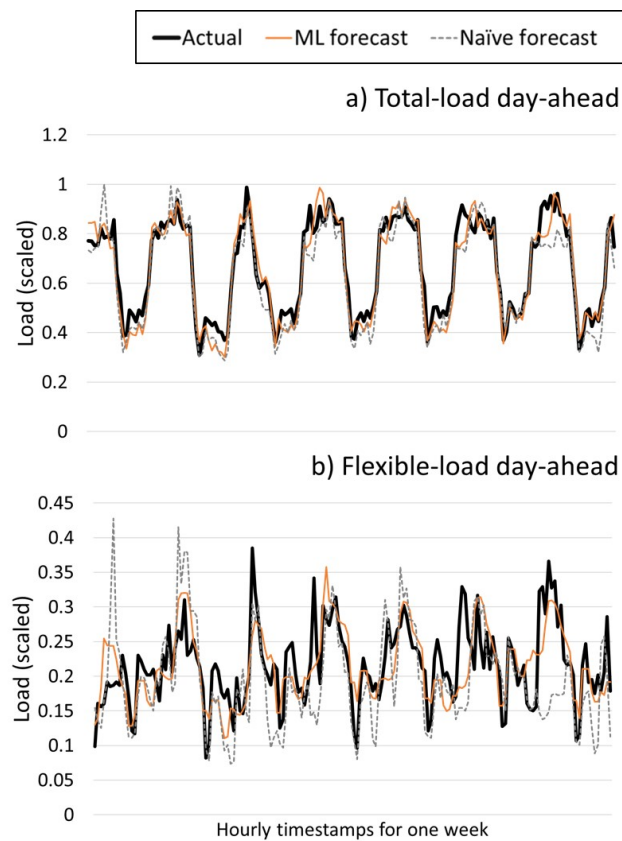 Actual ML forecast Naïve forecast
a) Total-load day-ahead
1.2
1
0.8
0.6
0.4
0.2
0
Load (scaled)
b) Flexible-load day-ahead
0.45
0.4
0.35
0.3
0.25
0.2
0.15
0.1
0.05
0
Load (scaled)
Hourly timestamps for one week